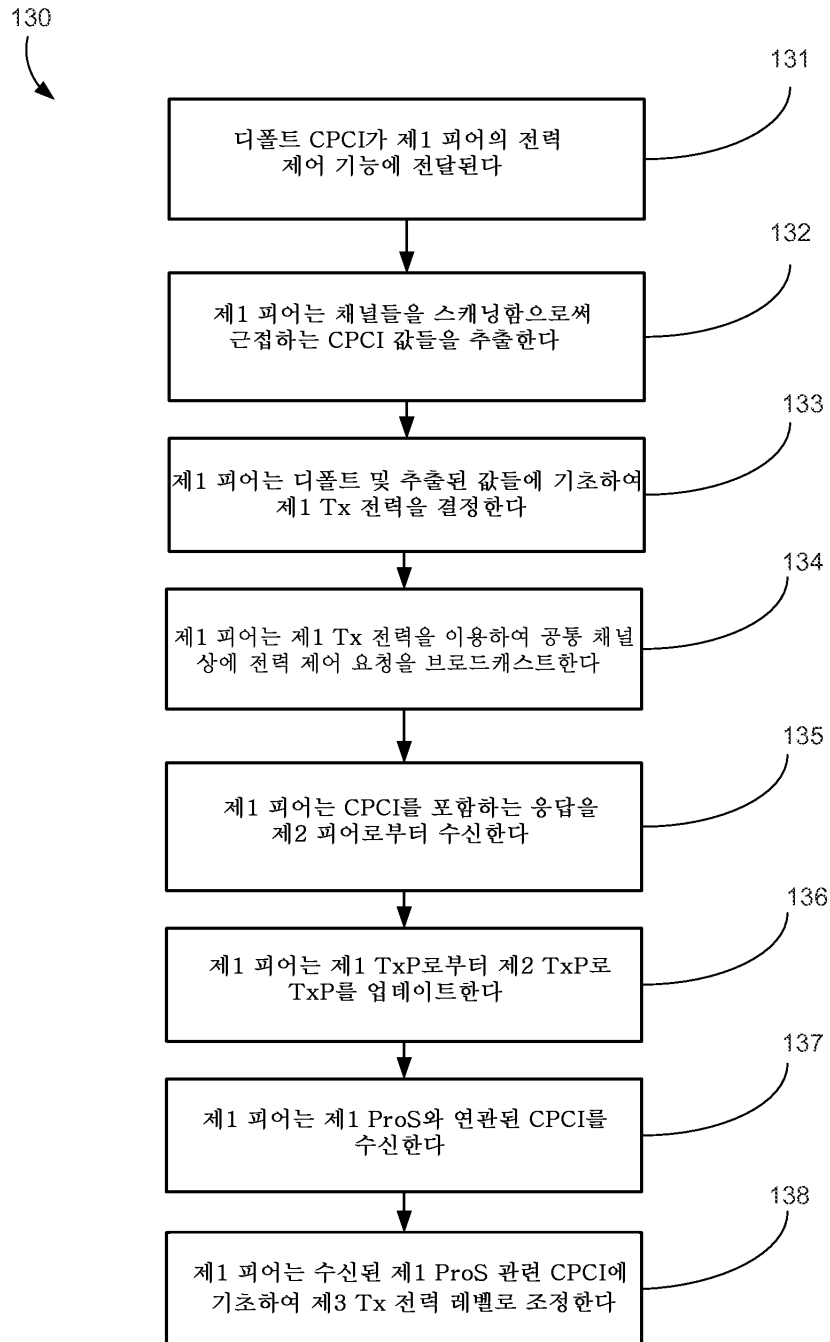 130
131
디폴트 CPCI가 제1 피어의 전력
제어 기능에 전달된다
132
제1 피어는 채널들을 스캐닝함으로써
근접하는 CPCI 값들을 추출한다
133
제1 피어는 디폴트 및 추출된 값들에 기초하여
제1 Tx 전력을 결정한다
134
제1 피어는 제1 Tx 전력을 이용하여 공통 채널
상에 전력 제어 요청을 브로드캐스트한다
135
제1 피어는 CPCI를 포함하는 응답을
제2 피어로부터 수신한다
136
제1 피어는 제1 TxP로부터 제2 TxP로
TxP를 업데이트한다
137
제1 피어는 제1 ProS와 연관된 CPCI를
수신한다
138
제1 피어는 수신된 제1 ProS 관련 CPCI에
기초하여 제3 Tx 전력 레벨로 조정한다